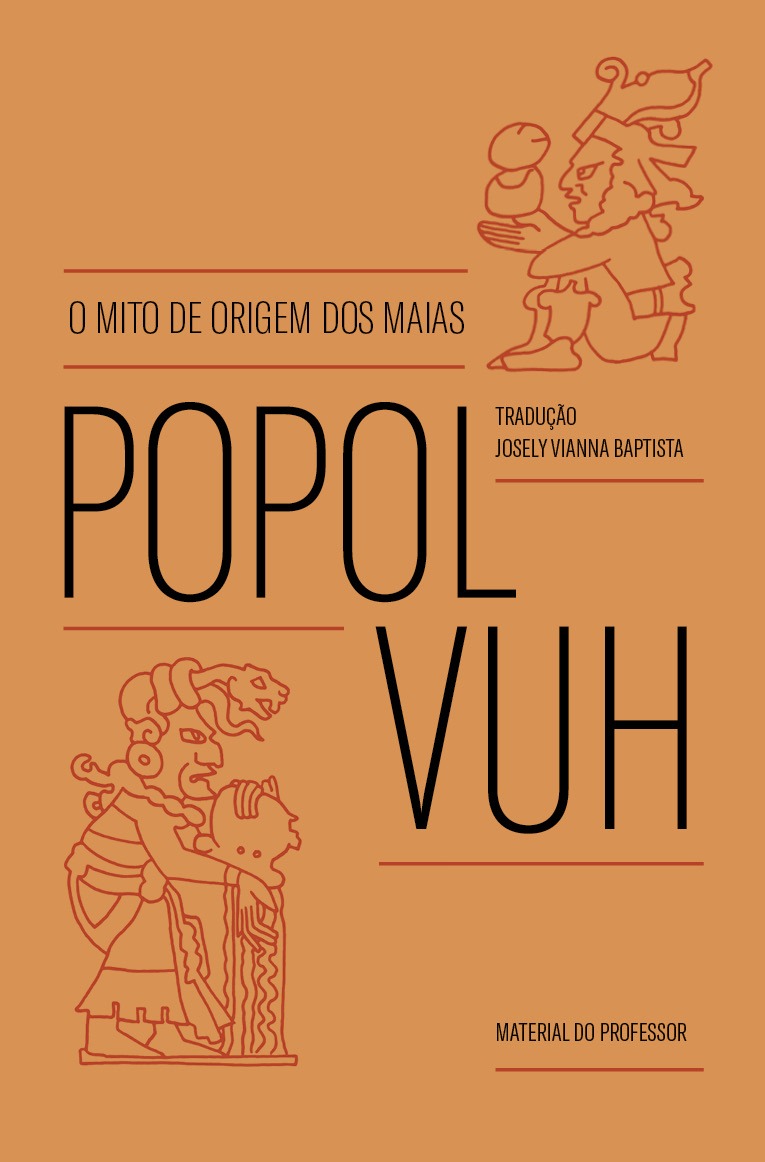 O MITO DE ORIGEM DOS MAIAS
POPOL
TRADUÇÃO
JOSELY VIANNA BAPTISTA
VUH
MATERIAL DO PROFESSOR